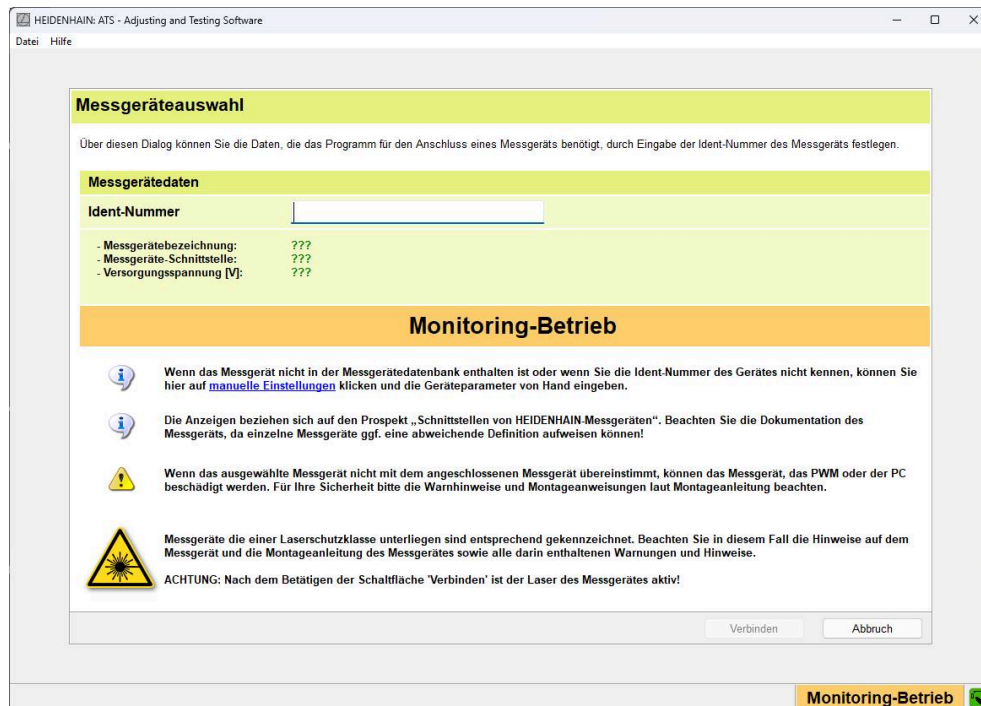 HEIDENHAIN: ATS - Adjusting and Testing Software
Datei Hilfe
Messgeräteauswahl
Über diesen Dialog können Sie die Daten, die das Programm für den Anschluss eines Messgeräts benötigt, durch Eingabe der Ident-Nummer des Messgeräts festlegen.
Messgerätedaten
Ident-Nummer
- Messgerätebezeichnung: ???
- Messgeräte-Schnittstelle: ???
- Versorgungsspannung [V]: ???
Monitoring-Betrieb
Wenn das Messgerät nicht in der Messgerätedatenbank enthalten ist oder wenn Sie die Ident-Nummer des Gerätes nicht kennen, können Sie
hier auf manuelle Einstellungen klicken und die Geräteparameter von Hand eingeben.
Die Anzeigen beziehen sich auf den Prospekt „Schnittstellen von HEIDENHAIN-Messgeräten“. Beachten Sie die Dokumentation des
Messgeräts, da einzelne Messgeräte ggf. eine abweichende Definition aufweisen können!
Wenn das ausgewählte Messgerät nicht mit dem angeschlossenen Messgerät übereinstimmt, können das Messgerät, das PWM oder der PC
beschädigt werden. Für Ihre Sicherheit bitte die Warnhinweise und Montageanweisungen laut Montageanleitung beachten.
Messgeräte die einer Laserschutzklasse unterliegen sind entsprechend gekennzeichnet. Beachten Sie in diesem Fall die Hinweise auf dem
Messgerät und die Montageanleitung des Messgerätes sowie alle darin enthaltenen Warnungen und Hinweise.
ACHTUNG: Nach dem Betätigen der Schaltfläche 'Verbinden' ist der Laser des Messgerätes aktiv!
Verbinden Abbruch
Monitoring-Betrieb